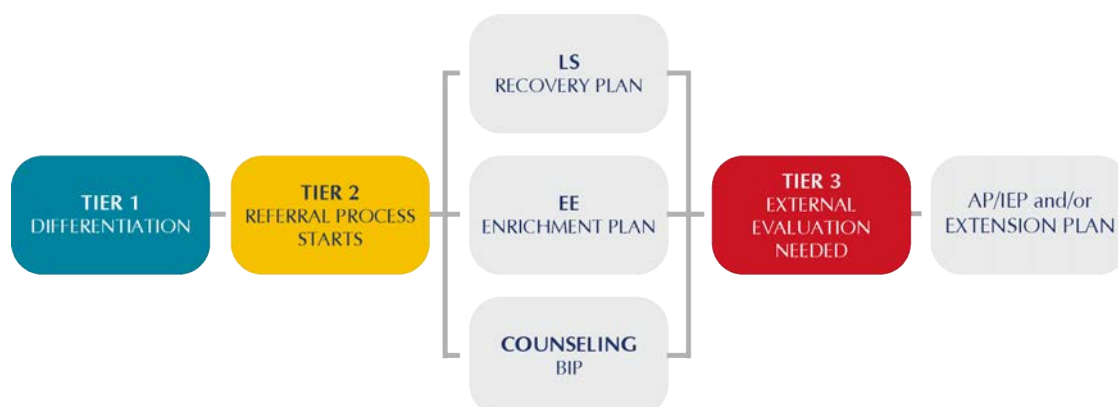 TIER 1
DIFFERENTIATION
TIER 2
REFERRAL PROCESS
STARTS
LS
RECOVERY PLAN
EE
ENRICHMENT PLAN
COUNSELING
BIP
TIER 3
EXTERNAL
EVALUATION
NEEDED
AP/IEP and/or
EXTENSION PLAN